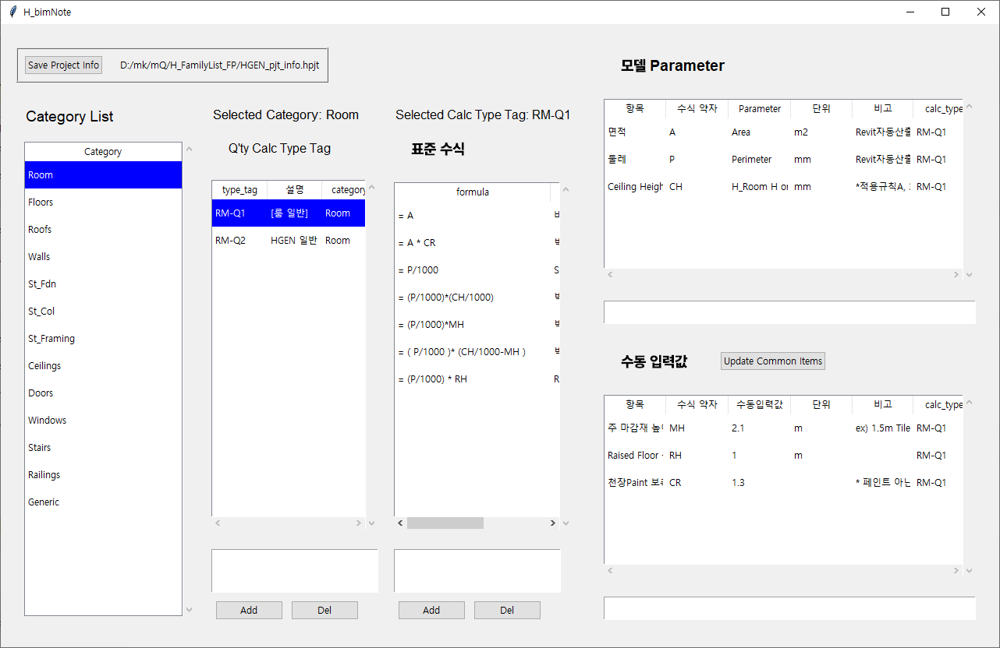 H_bimNote
Save Project Info D:/mk/mQ/H_FamilyList_FP/HGEN_pjt_info.hpjt
Category List
Category
Room
Floors
Roofs
Walls
St_Fdn
St_Col
St_Framing
Ceilings
Doors
Windows
Stairs
Railings
Generic
Selected Category: Room
Q'ty Calc Type Tag
type_tag 설명 category
RM-Q1 [룸 일반] Room
RM-Q2 HGEN 일반 Room
Add Del
Selected Calc Type Tag: RM-Q1
표준 수식
formula
= A
= A * CR
= P/1000 S
= (P/1000)*(CH/1000)
= (P/1000)*MH
= ( P/1000 )* (CH/1000-MH )
= (P/1000) * RH R
Add Del
모델 Parameter
항목 수식 약자 Parameter 단위 비고 calc_type
면적 A Area m2 Revit자동산출 RM-Q1
둘레 P Perimeter mm Revit자동산출 RM-Q1
Ceiling Heigh CH H_Room H or mm *적용규칙A, RM-Q1
수동 입력값 Update Common Items
항목 수식 약자 수동입력값 단위 비고 calc_type
주 마감재 높이 MH 2.1 m ex) 1.5m Tile RM-Q1
Raised Floor RH 1 m RM-Q1
천장Paint CR 1.3 * 페인트 아닌 RM-Q1